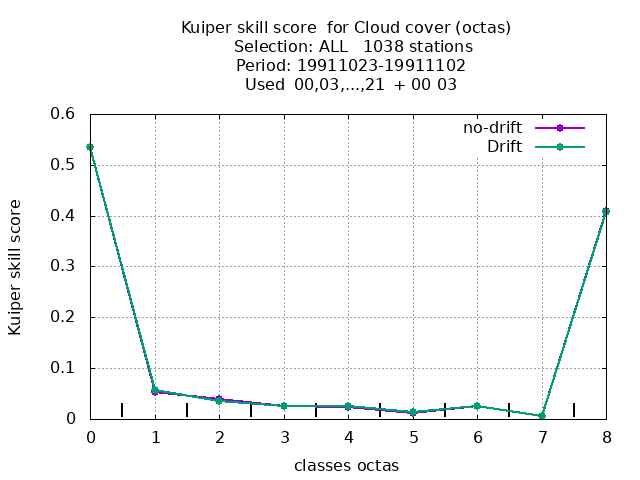 Kuiper skill score  for Cloud cover (octas)
Selection: ALL   1038 stations
Period: 19911023-19911102
Used  00,03,...,21  + 00 03
no-drift
Drift
Kuiper skill score
0.6
0.5
0.4
0.3
0.2
0.1
0
0 1 2 3 4 5 6 7 8
classes octas